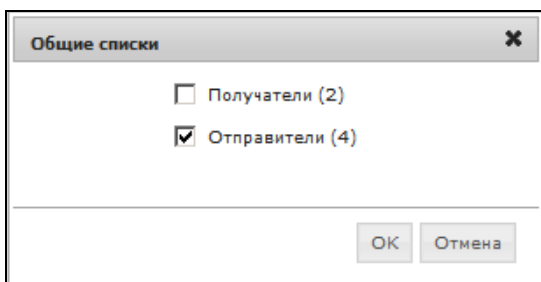 Общие списки
Получатели (2)
Отправители (4)
OK Отмена